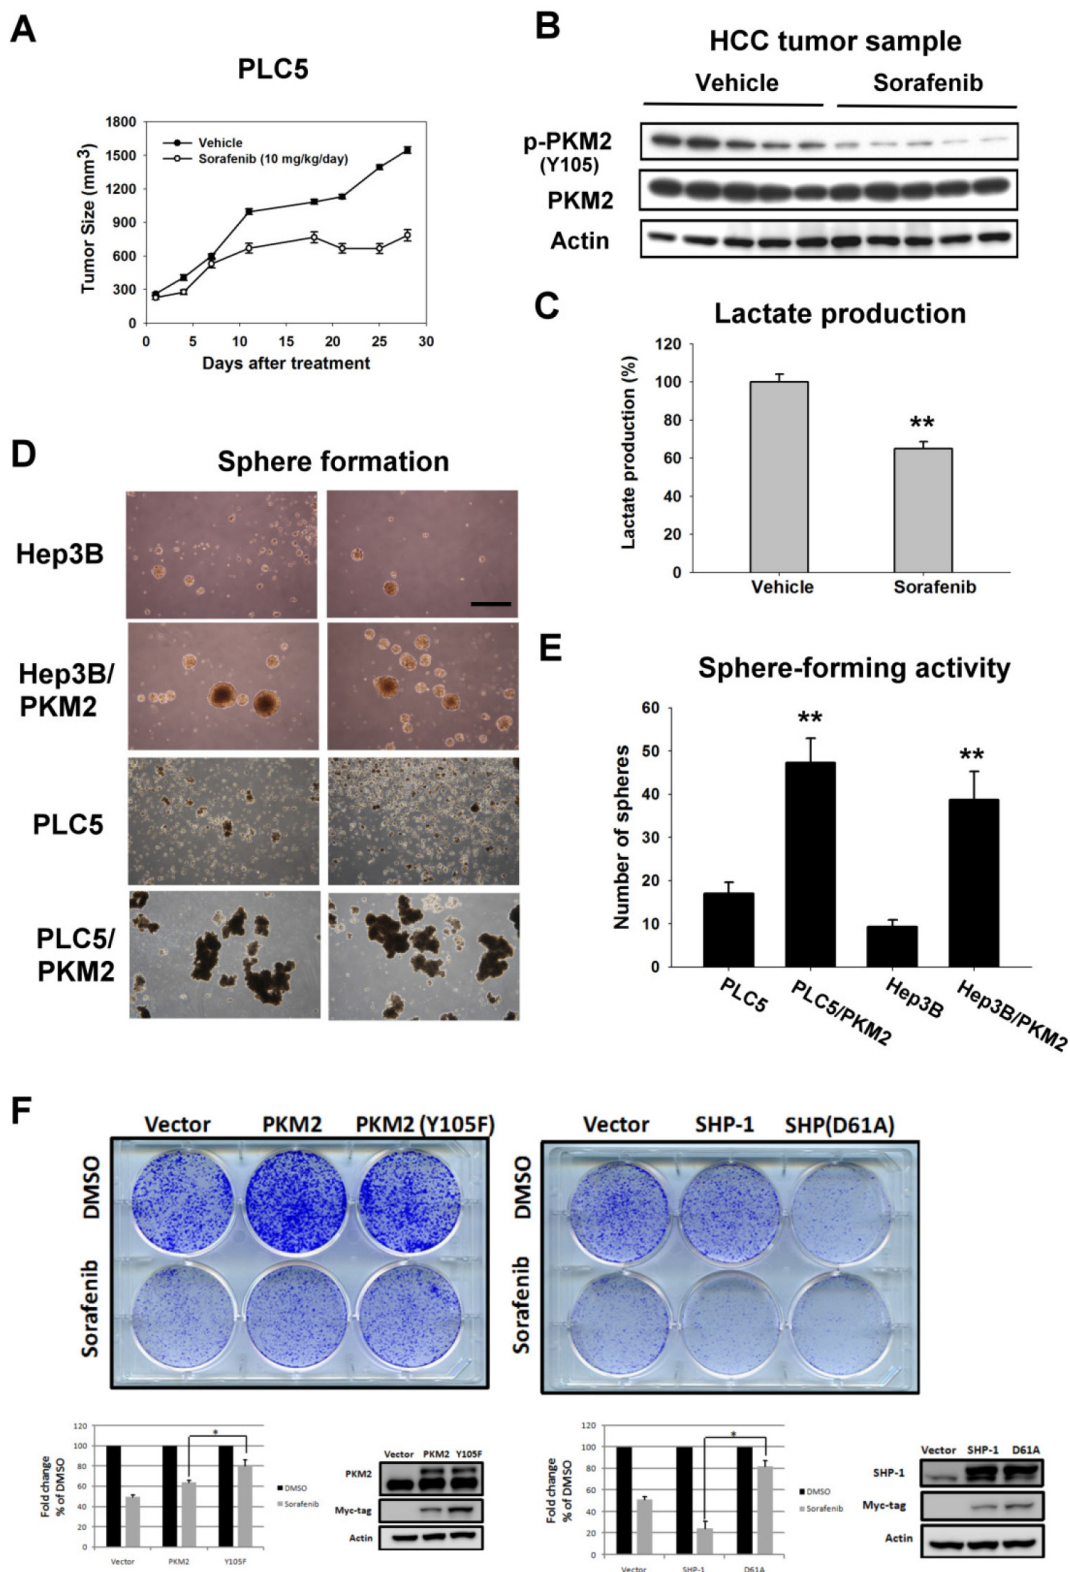 A
PLC5
1800
1500
1200
900
600
300
0
Tumor Size (mm³)
Vehicle
Sorafenib (10 mg/kg/day)
0 5 10 15 20 25 30
Days after treatment
B
HCC tumor sample
Vehicle Sorafenib
p-PKM2
(Y105)
PKM2
Actin
C
Lactate production
120
100
80
60
40
20
0
Lactate production (%)
**
Vehicle Sorafenib
D
Sphere formation
Hep3B
Hep3B/
PKM2
PLC5
PLC5/
PKM2
E
Sphere-forming activity
60
50
40
30
20
10
0
Number of spheres
**
**
PLC5 PLC5/PKM2 Hep3B Hep3B/PKM2
F
Vector PKM2 PKM2 (Y105F)
DMSO
Sorafenib
Vector SHP-1 SHP(D61A)
DMSO
Sorafenib
120
100
80
60
40
20
0
Fold change
% of DMSO
*
DMSO
Sorafenib
Vector PKM2 Y105F
Vector PKM2 Y105F
PKM2
Myc-tag
Actin
120
100
80
60
40
20
0
Fold change
% of DMSO
*
DMSO
Sorafenib
Vector SHP-1 D61A
Vector SHP-1 D61A
SHP-1
Myc-tag
Actin